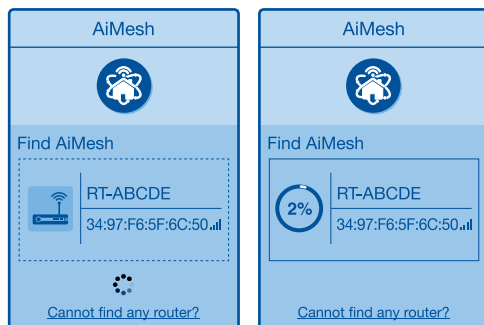 AiMesh
Find AiMesh
RT-ABCDE
34:97:F6:5F:6C:50
Cannot find any router?
AiMesh
Find AiMesh
2%
RT-ABCDE
34:97:F6:5F:6C:50
Cannot find any router?